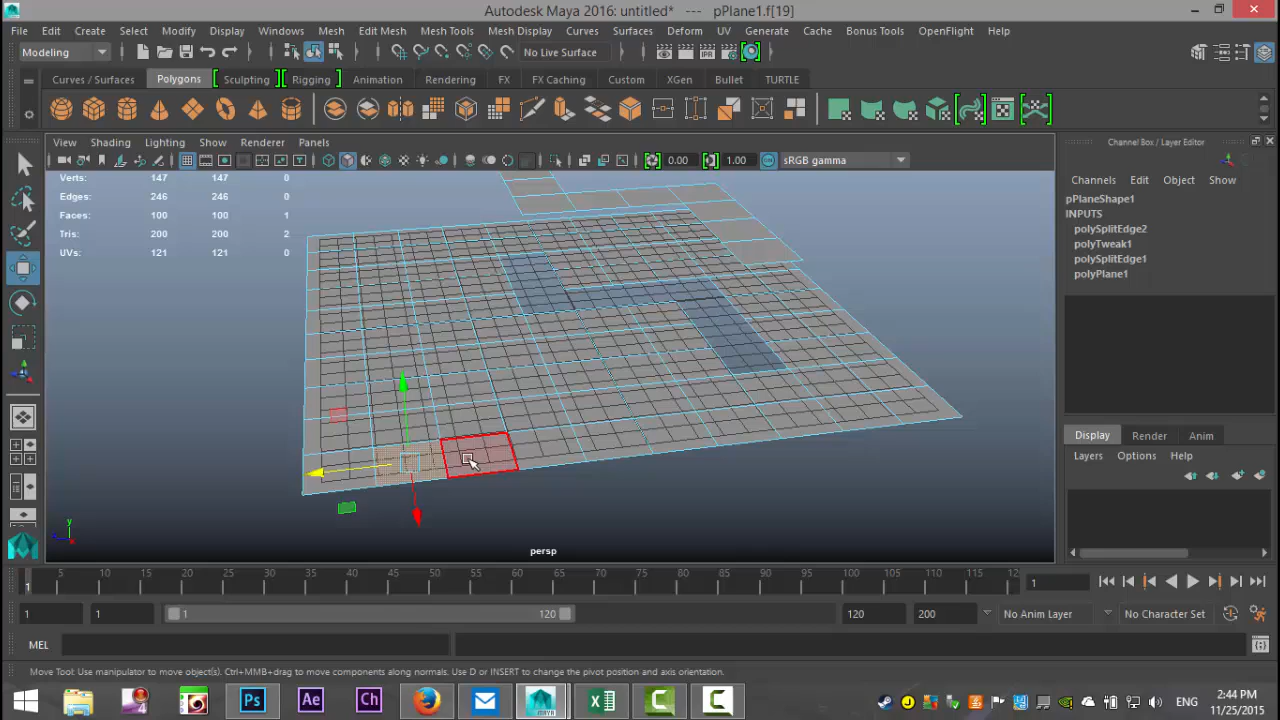 Autodesk Maya 2016: untitled* --- pPlane1.f[19]
File Edit Create Select Modify Display Windows Mesh Edit Mesh Mesh Tools Mesh Display Curves Surfaces Deform UV Generate Cache Bonus Tools OpenFlight Help
Modeling No Live Surface
Curves / Surfaces Polygons Sculpting Rigging Animation Rendering FX FX Caching Custom XGen Bullet TURTLE
View Shading Lighting Show Renderer Panels
0.00 1.00 sRGB gamma
Channel Box / Layer Editor
Channels Edit Object Show
pPlaneShape1
INPUTS
polySplitEdge2
polyTweak1
polySplitEdge1
polyPlane1
Verts: 147 147 0
Edges: 246 246 0
Faces: 100 100 1
Tris: 200 200 2
UVs: 121 121 0
y
persp
Display Render Anim
Layers Options Help
5 10 15 20 25 30 35 40 45 50 55 60 65 70 75 80 85 90 95 100 105 110 115 12
1 1
1 1 1 120 120 200 No Anim Layer No Character Set
MEL
Move Tool: Use manipulator to move object(s). Ctrl+MMB+drag to move components along normals. Use D or INSERT to change the pivot position and axis orientation.
Ps Ae Ch ENG
2:44 PM
11/25/2015